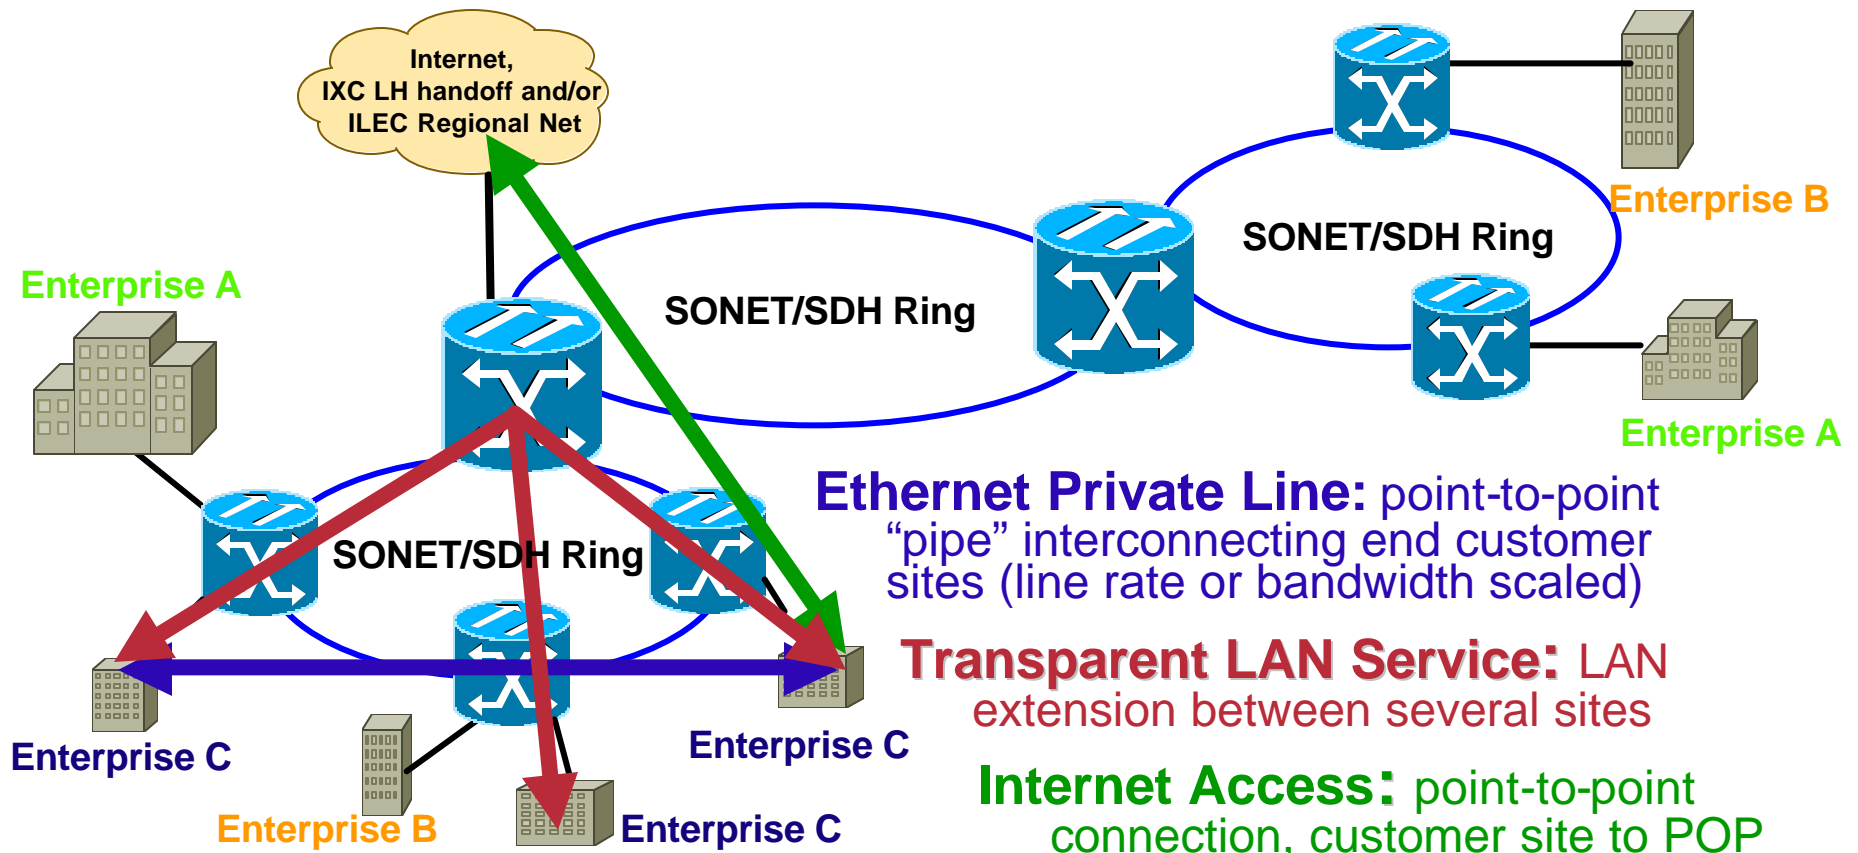 Internet,
IXC LH handoff and/or
ILEC Regional Net
Enterprise B
SONET/SDH Ring
Enterprise A
SONET/SDH Ring
Enterprise A
Ethernet Private Line: point-to-point
“pipe” interconnecting end customer
sites (line rate or bandwidth scaled)
SONET/SDH Ring
Transparent LAN Service: LAN
extension between several sites
Enterprise C
Enterprise C
Internet Access: point-to-point
connection, customer site to POP
Enterprise B
Enterprise C